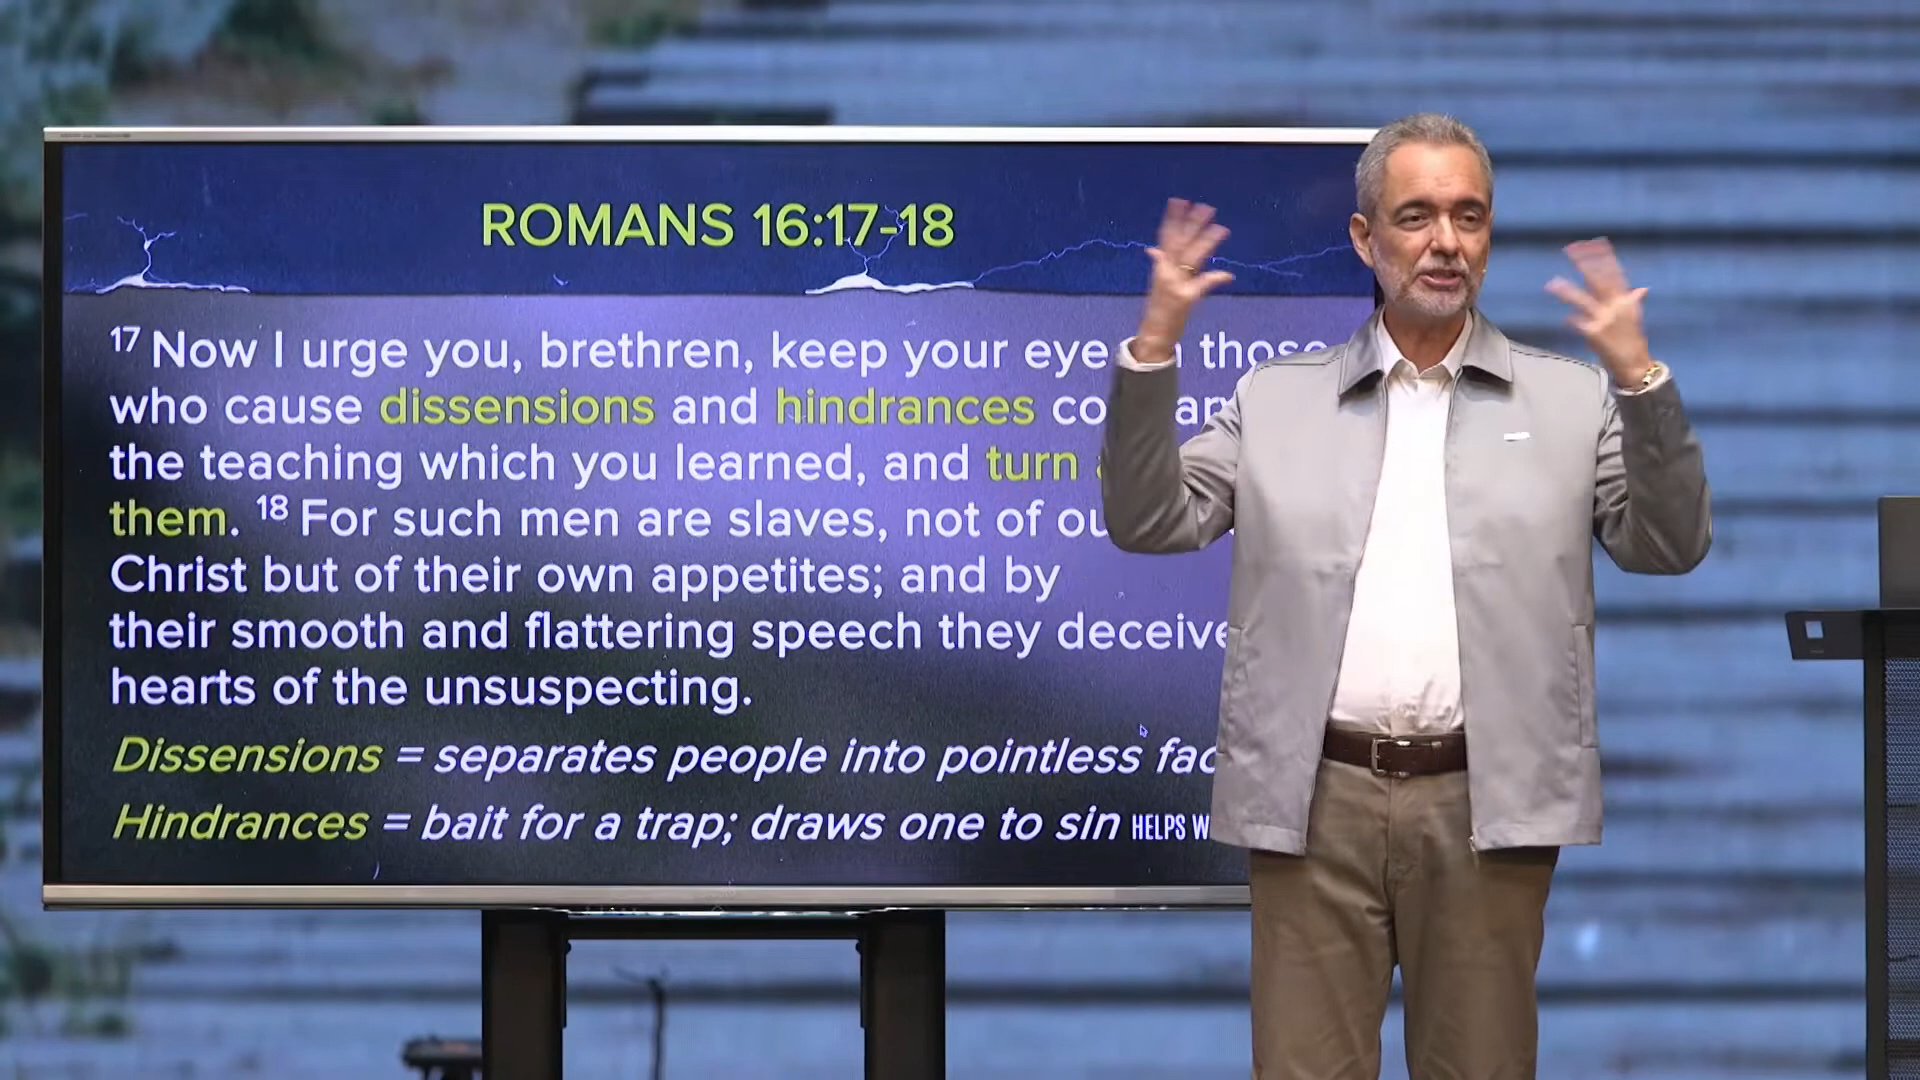 ROMANS 16:17-18
17 Now I urge you, brethren, keep your eye those
who cause dissensions and hindrances
the teaching which you learned, and turn
them. 18 For such men are slaves, not of
Christ but of their own appetites; and by
their smooth and flattering speech they deceive
hearts of the unsuspecting.
Dissensions = separates people into pointless
Hindrances = bait for a trap; draws one to sin HELPS